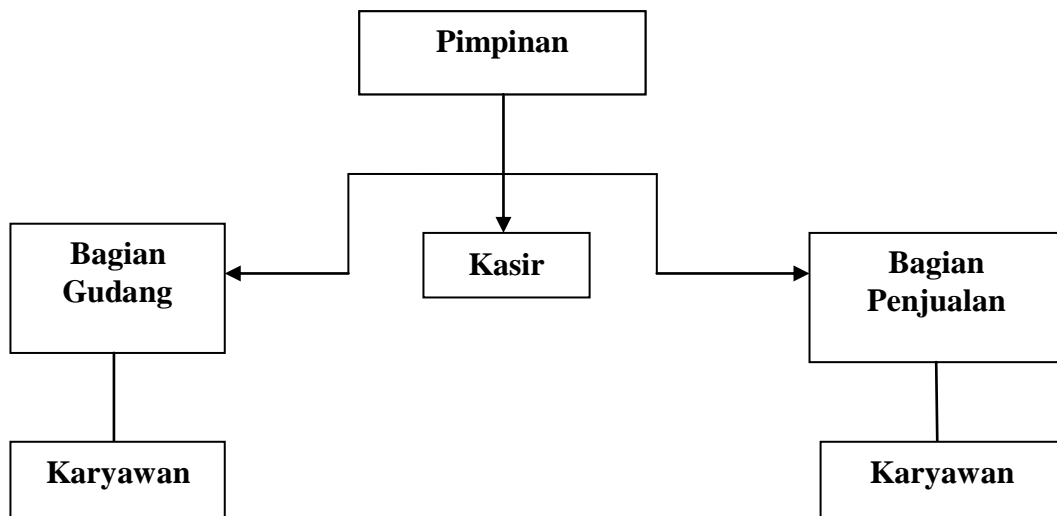 Pimpinan
Bagian
Gudang
Kasir
Bagian
Penjualan
Karyawan
Karyawan